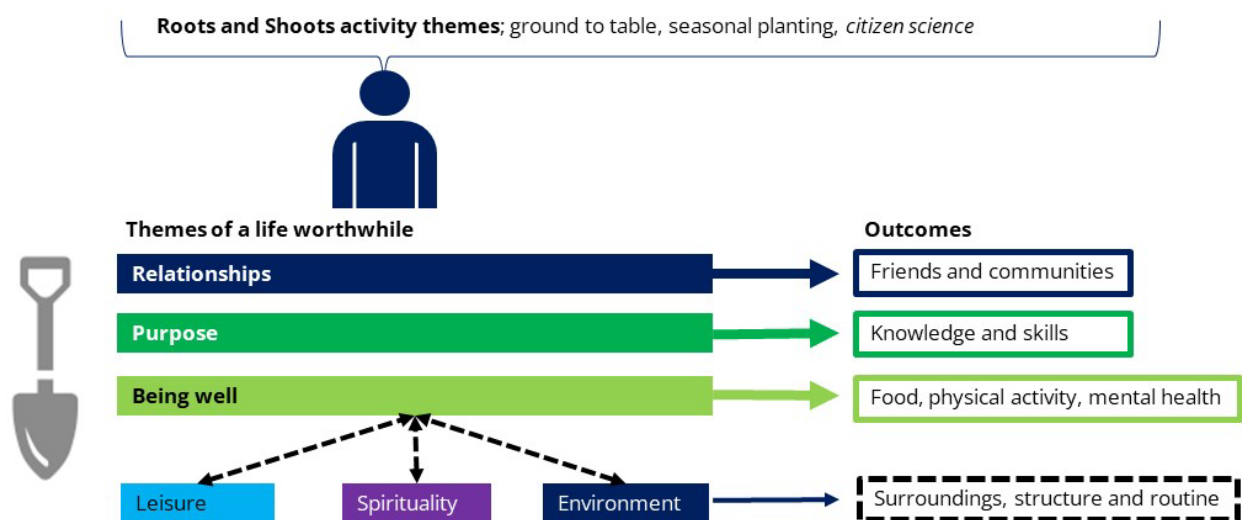 Roots and Shoots activity themes; ground to table, seasonal planting, citizen science
Themes of a life worthwhile
Outcomes
Relationships
Friends and communities
Purpose
Knowledge and skills
Being well
Food, physical activity, mental health
Leisure
Spirituality
Environment
Surroundings, structure and routine